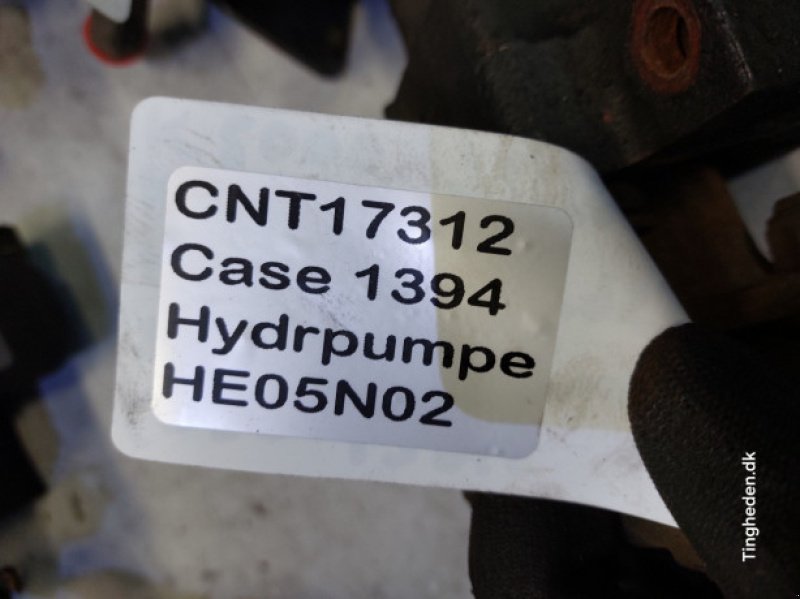 CNT17312
Case 1394
Hydrpumpe
HE05N02
Tingheden.dk